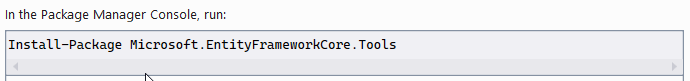 In the Package Manager Console, run:
Install-Package Microsoft.EntityFrameworkCore.Tools